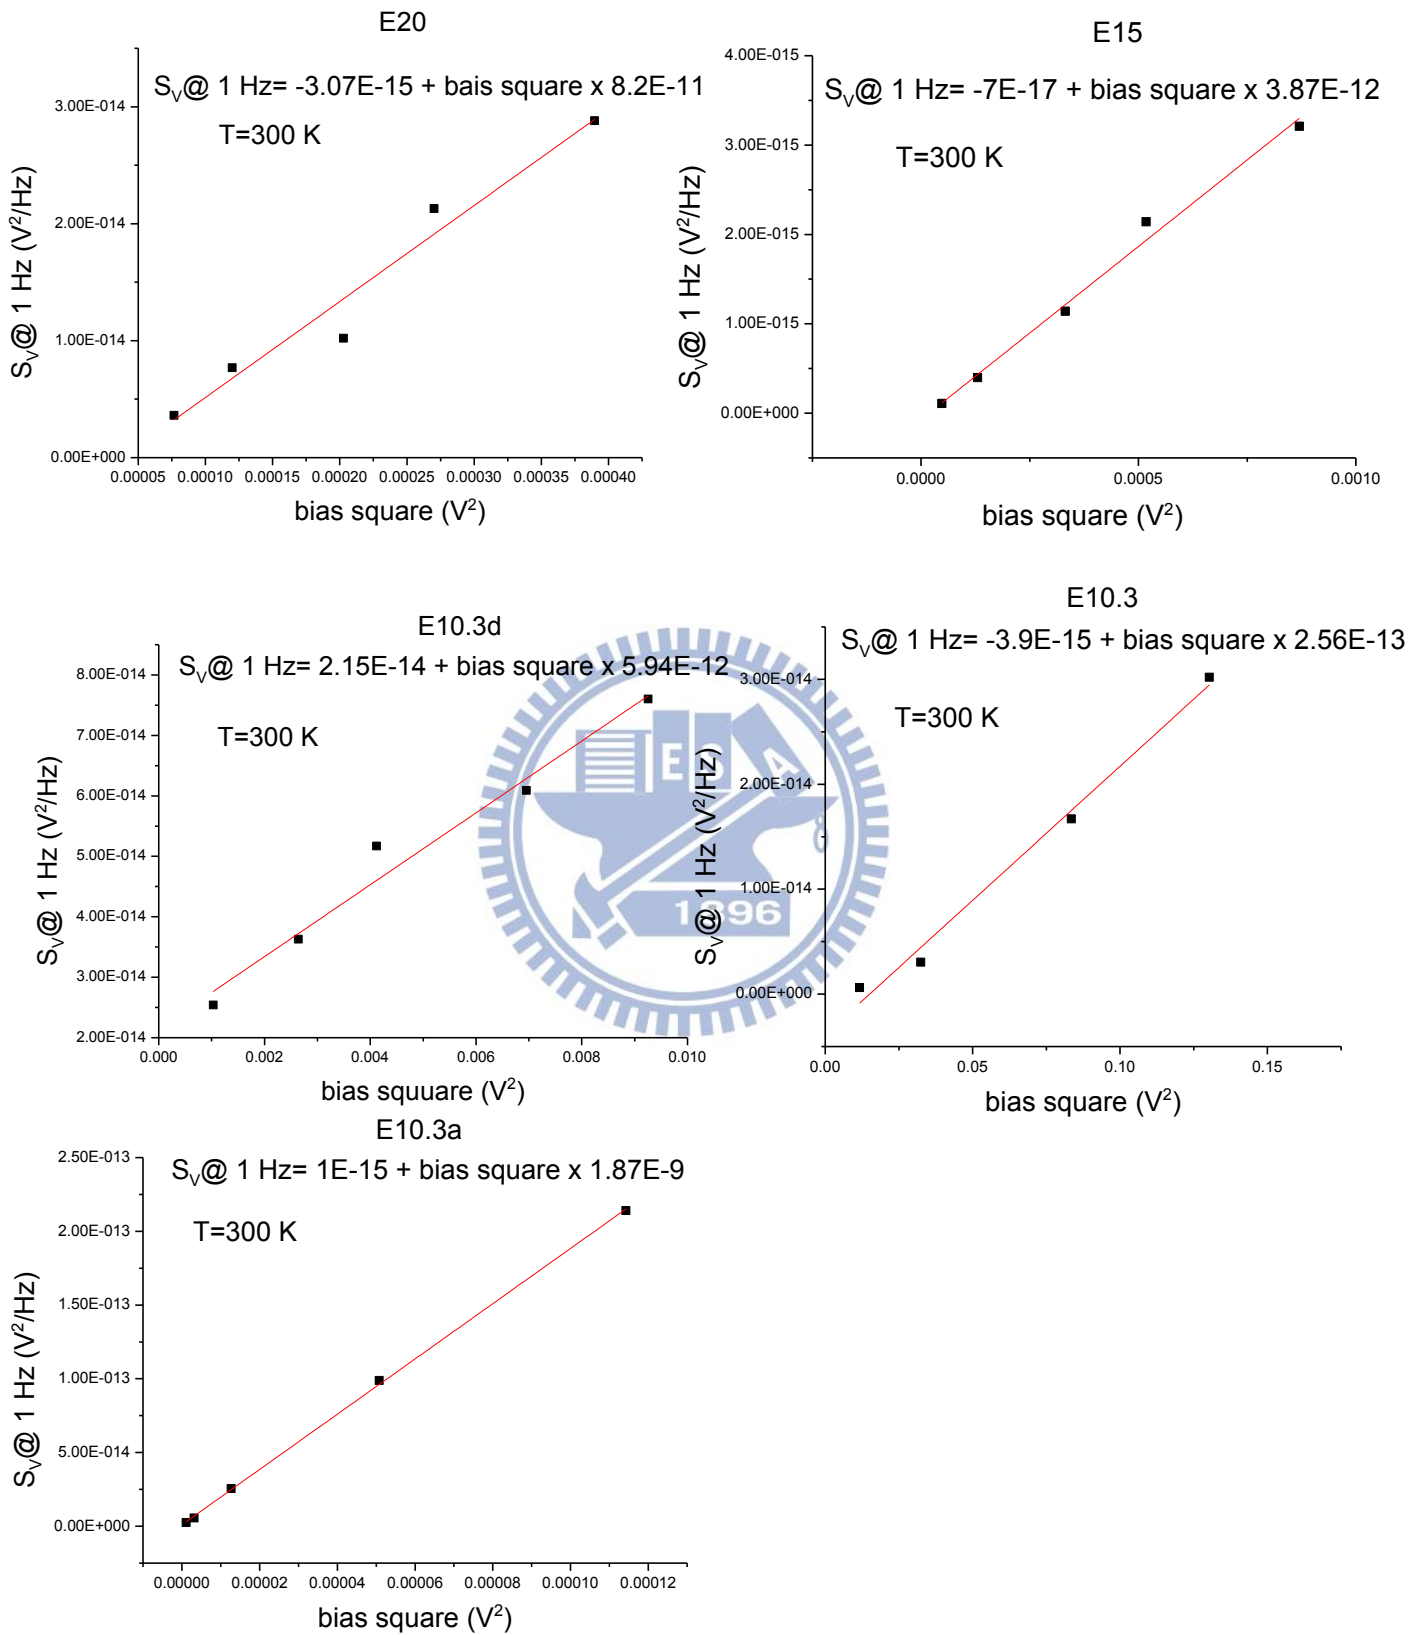 E20
S_V@ 1 Hz= -3.07E-15 + bais square x 8.2E-11
T=300 K
3.00E-014
2.00E-014
1.00E-014
0.00E+000
S_V@ 1 Hz (V²/Hz)
0.00005 0.00010 0.00015 0.00020 0.00025 0.00030 0.00035 0.00040
bias square (V²)
E15
S_V@ 1 Hz= -7E-17 + bias square x 3.87E-12
T=300 K
4.00E-015
3.00E-015
2.00E-015
1.00E-015
0.00E+000
S_V@ 1 Hz (V²/Hz)
0.0000 0.0005 0.0010
bias square (V²)
E10.3d
S_V@ 1 Hz= 2.15E-14 + bias square x 5.94E-12
T=300 K
8.00E-014
7.00E-014
6.00E-014
5.00E-014
4.00E-014
3.00E-014
2.00E-014
S_V@ 1 Hz (V²/Hz)
0.000 0.002 0.004 0.006 0.008 0.010
bias squuare (V²)
E10.3
S_V@ 1 Hz= -3.9E-15 + bias square x 2.56E-13
T=300 K
3.00E-014
2.00E-014
1.00E-014
0.00E+000
S_V@ 1 Hz (V²/Hz)
0.00 0.05 0.10 0.15
bias square (V²)
E S A
8
1896
E10.3a
S_V@ 1 Hz= 1E-15 + bias square x 1.87E-9
T=300 K
2.50E-013
2.00E-013
1.50E-013
1.00E-013
5.00E-014
0.00E+000
S_V@ 1 Hz (V²/Hz)
0.00000 0.00002 0.00004 0.00006 0.00008 0.00010 0.00012
bias square (V²)